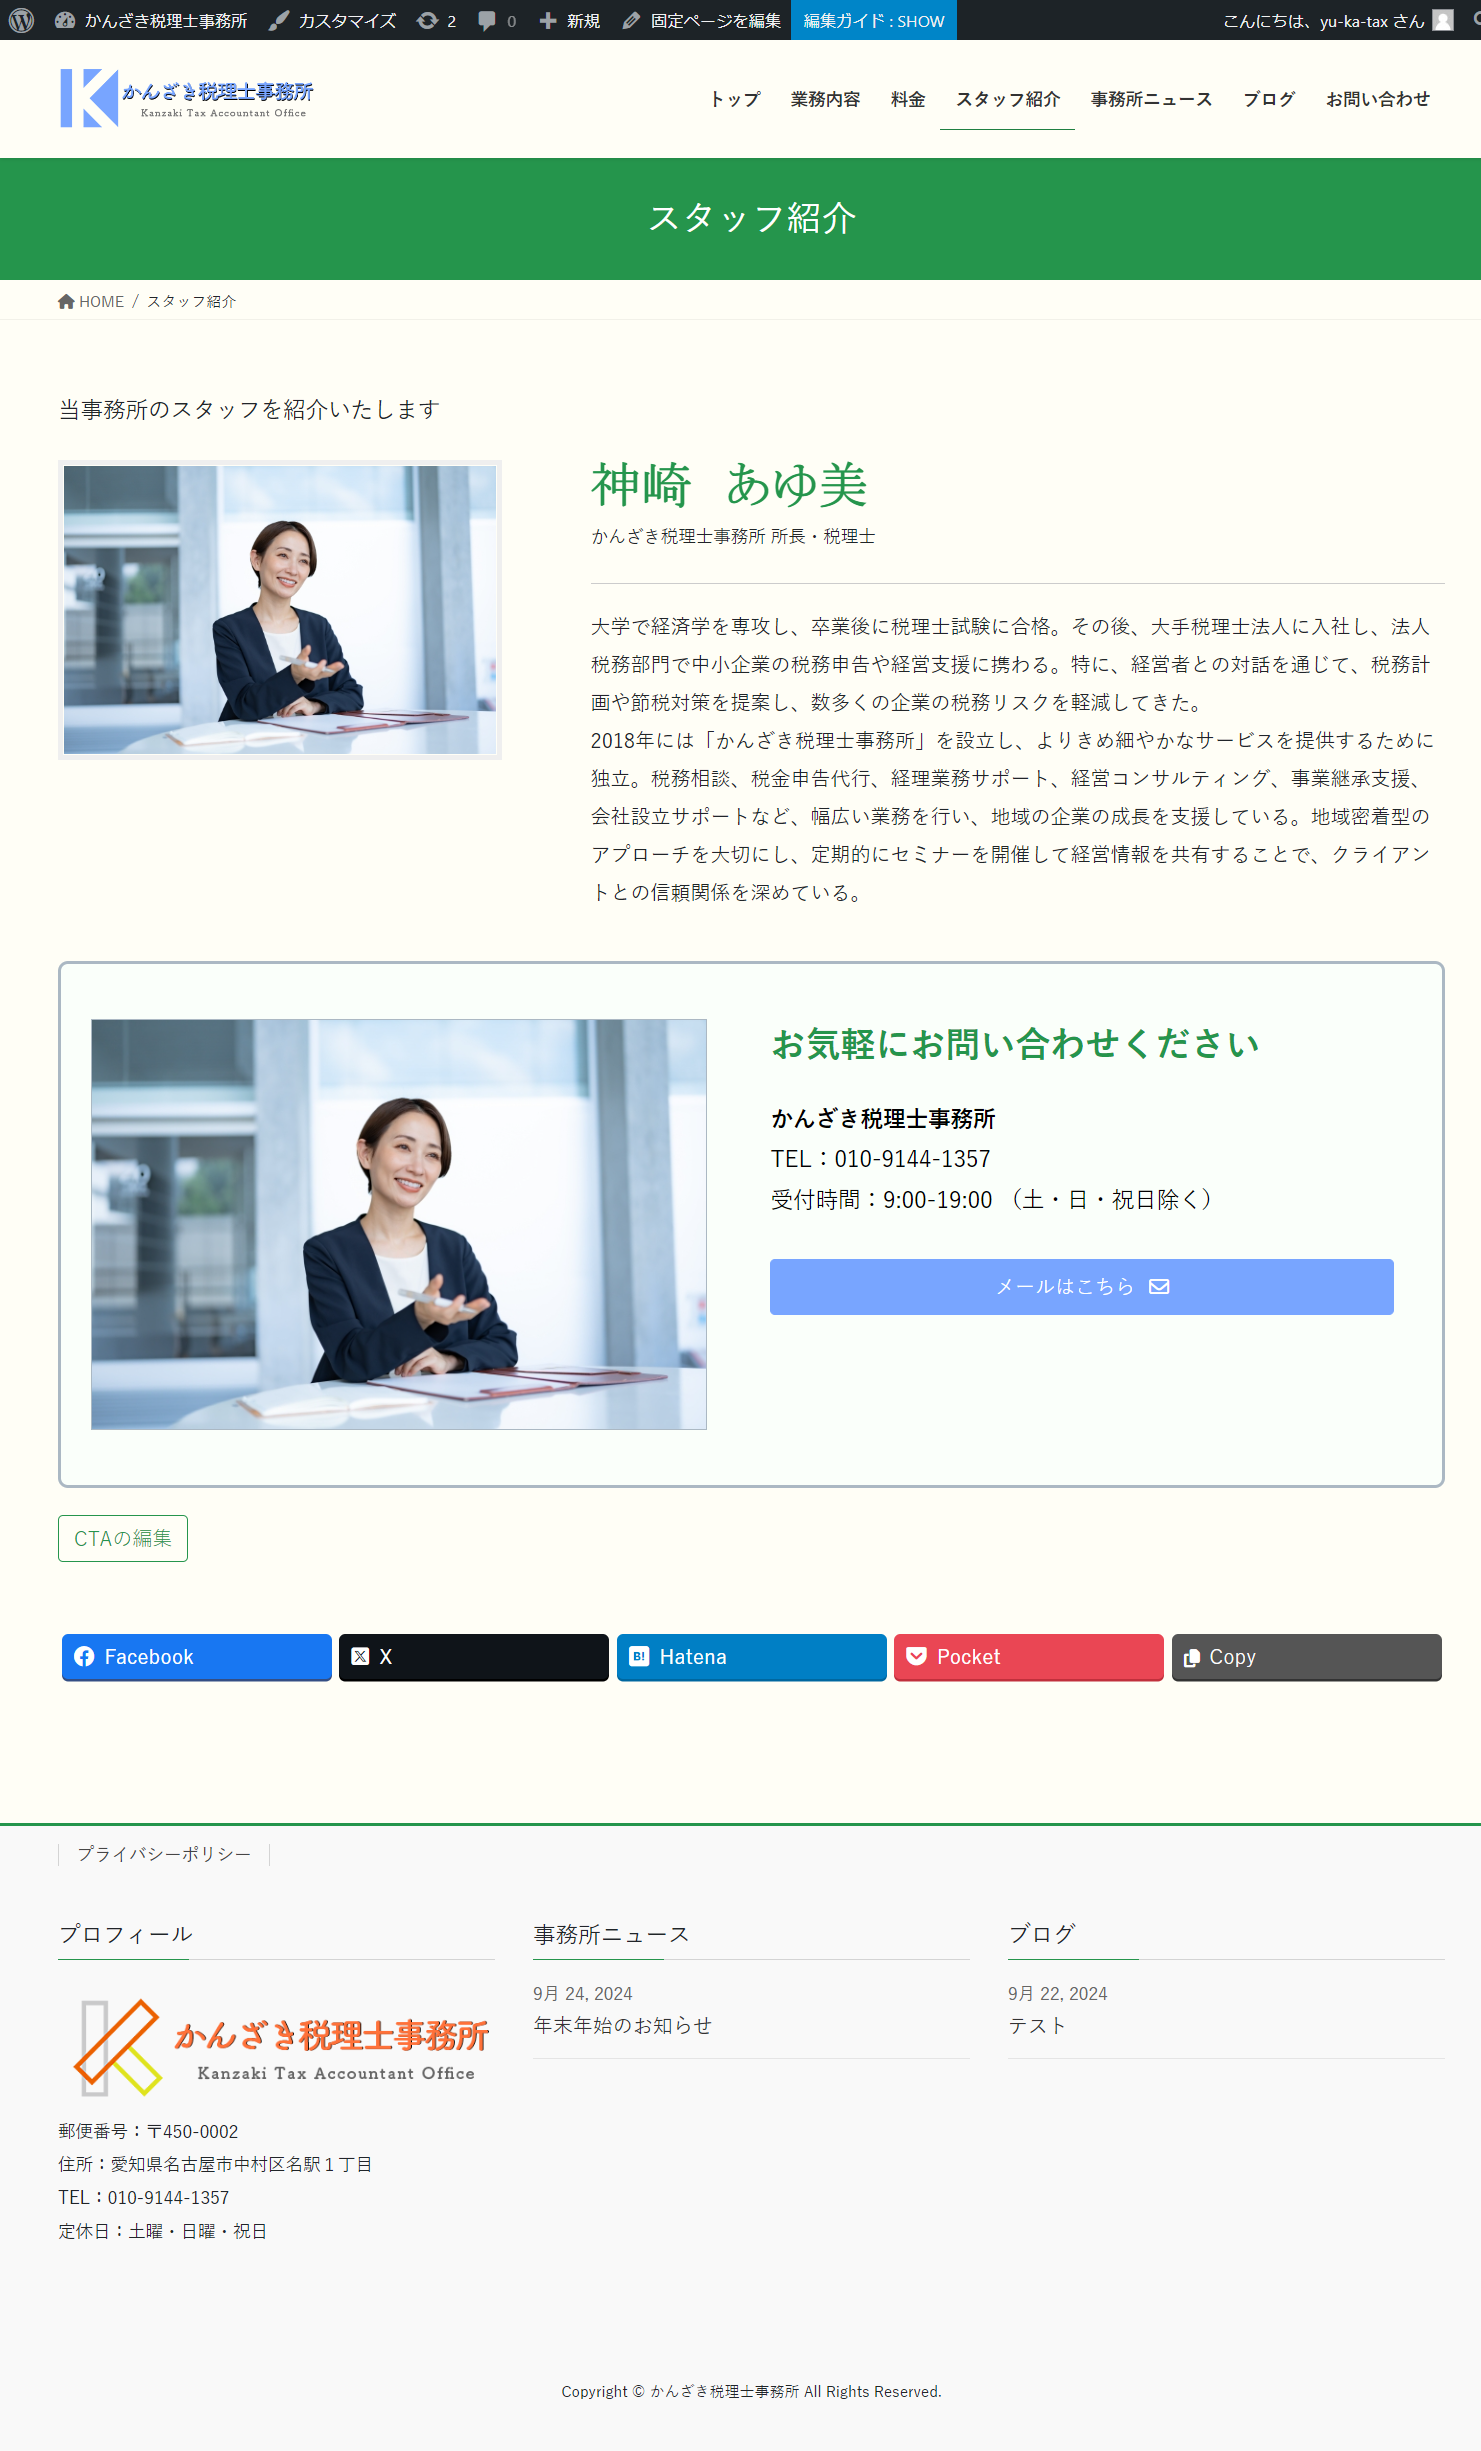 かんざき税理士事務所 カスタマイズ 2 0 新規 固定ページを編集 編集ガイド : SHOW こんにちは、yu-ka-tax さん
かんざき税理士事務所
Kanzaki Tax Accountant Office
トップ 業務内容 料金 スタッフ紹介 事務所ニュース ブログ お問い合わせ
スタッフ紹介
HOME / スタッフ紹介
当事務所のスタッフを紹介いたします
神崎 あゆ美
かんざき税理士事務所 所長・税理士
大学で経済学を専攻し、卒業後に税理士試験に合格。その後、大手税理士法人に入社し、法人
税務部門で中小企業の税務申告や経営支援に携わる。特に、経営者との対話を通じて、税務計
画や節税対策を提案し、数多くの企業の税務リスクを軽減してきた。
2018年には「かんざき税理士事務所」を設立し、よりきめ細やかなサービスを提供するために
独立。税務相談、税金申告代行、経理業務サポート、経営コンサルティング、事業継承支援、
会社設立サポートなど、幅広い業務を行い、地域の企業の成長を支援している。地域密着型の
アプローチを大切にし、定期的にセミナーを開催して経営情報を共有することで、クライアン
トとの信頼関係を深めている。
お気軽にお問い合わせください
かんざき税理士事務所
TEL：010-9144-1357
受付時間：9:00-19:00 （土・日・祝日除く）
メールはこちら
CTAの編集
Facebook X B! Hatena Pocket Copy
プライバシーポリシー
プロフィール
かんざき税理士事務所
Kanzaki Tax Accountant Office
郵便番号：〒450-0002
住所：愛知県名古屋市中村区名駅１丁目
TEL：010-9144-1357
定休日：土曜・日曜・祝日
事務所ニュース
9月 24, 2024
年末年始のお知らせ
ブログ
9月 22, 2024
テスト
Copyright © かんざき税理士事務所 All Rights Reserved.